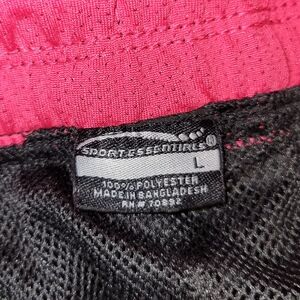 SPORT ESSENTIALS®
L
100% POLYESTER
MADE IN BANGLADESH
RN# 70892